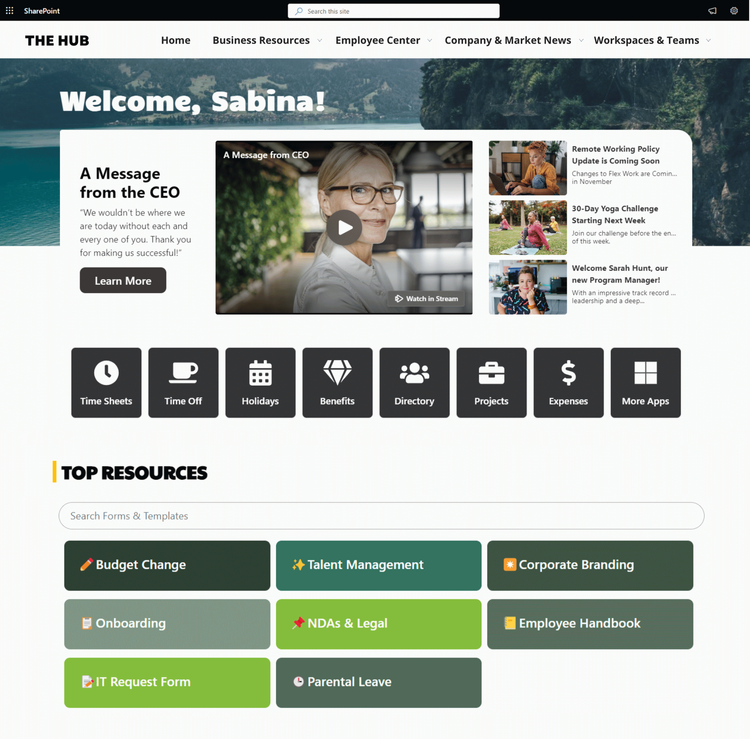 SharePoint
Search this site
THE HUB
Home
Business Resources
Employee Center
Company & Market News
Workspaces & Teams
Welcome, Sabina!
A Message
from the CEO
"We wouldn't be where we
are today without each and
every one of you. Thank you
for making us successful!"
Learn More
A Message from CEO
Watch in Stream
Remote Working Policy
Update is Coming Soon
Changes to Flex Work are Comin...
in November
30-Day Yoga Challenge
Starting Next Week
Join our challenge before the en...
of this week.
Welcome Sarah Hunt, our
new Program Manager!
With an impressive track record ...
leadership and a deep...
Time Sheets
Time Off
Holidays
Benefits
Directory
Projects
Expenses
More Apps
TOP RESOURCES
Search Forms & Templates
Budget Change
Talent Management
Corporate Branding
Onboarding
NDAs & Legal
Employee Handbook
IT Request Form
Parental Leave